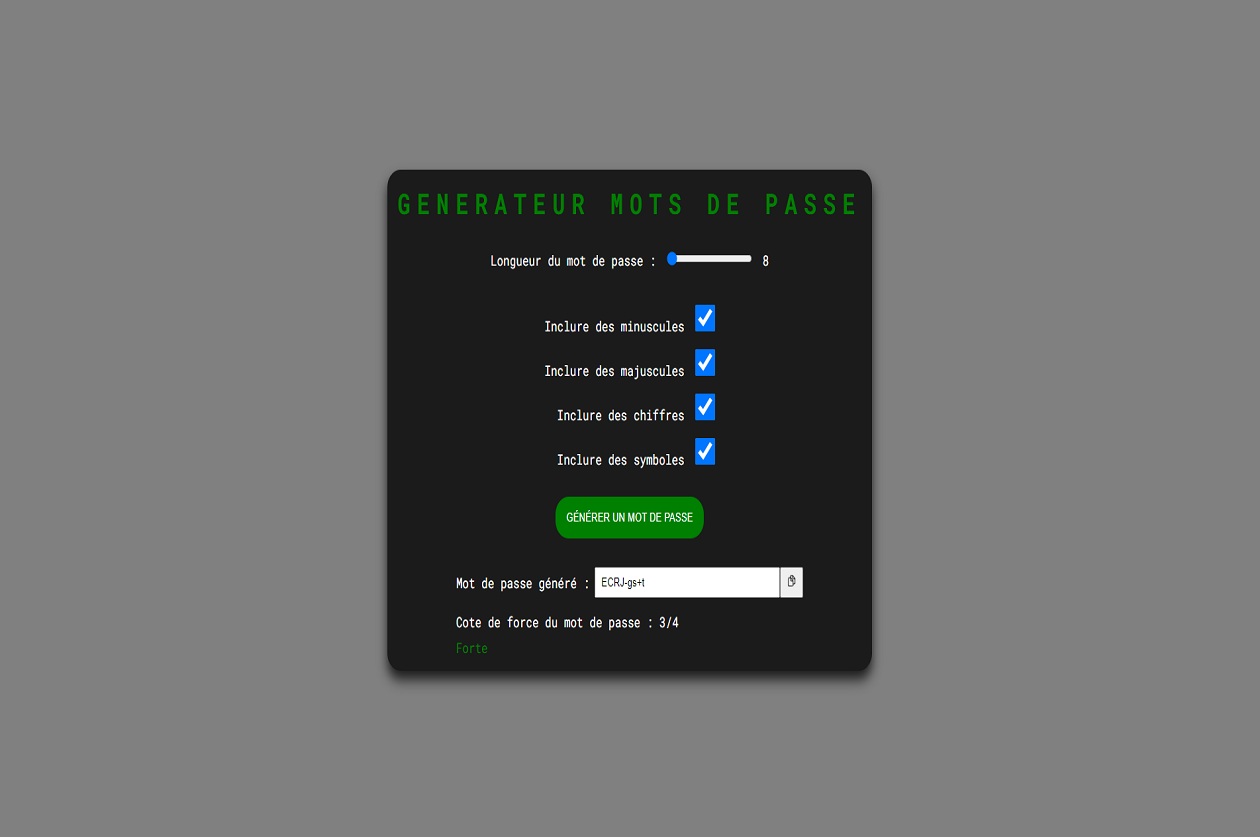 GENERATEUR MOTS DE PASSE
Longueur du mot de passe : 8
Inclure des minuscules
Inclure des majuscules
Inclure des chiffres
Inclure des symboles
GÉNÉRER UN MOT DE PASSE
Mot de passe généré : ECRJ-gs+t
Cote de force du mot de passe : 3/4
Forte